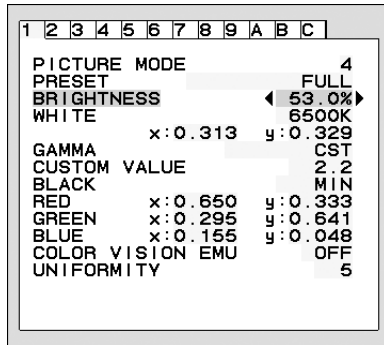 1 2 3 4 5 6 7 8 9 A B C
PICTURE MODE 4
PRESET FULL
BRIGHTNESS 53.0%
WHITE 6500K
x:0.313 y:0.329
GAMMA CST
CUSTOM VALUE 2.2
BLACK MIN
RED x:0.650 y:0.333
GREEN x:0.295 y:0.641
BLUE x:0.155 y:0.048
COLOR VISION EMU OFF
UNIFORMITY 5